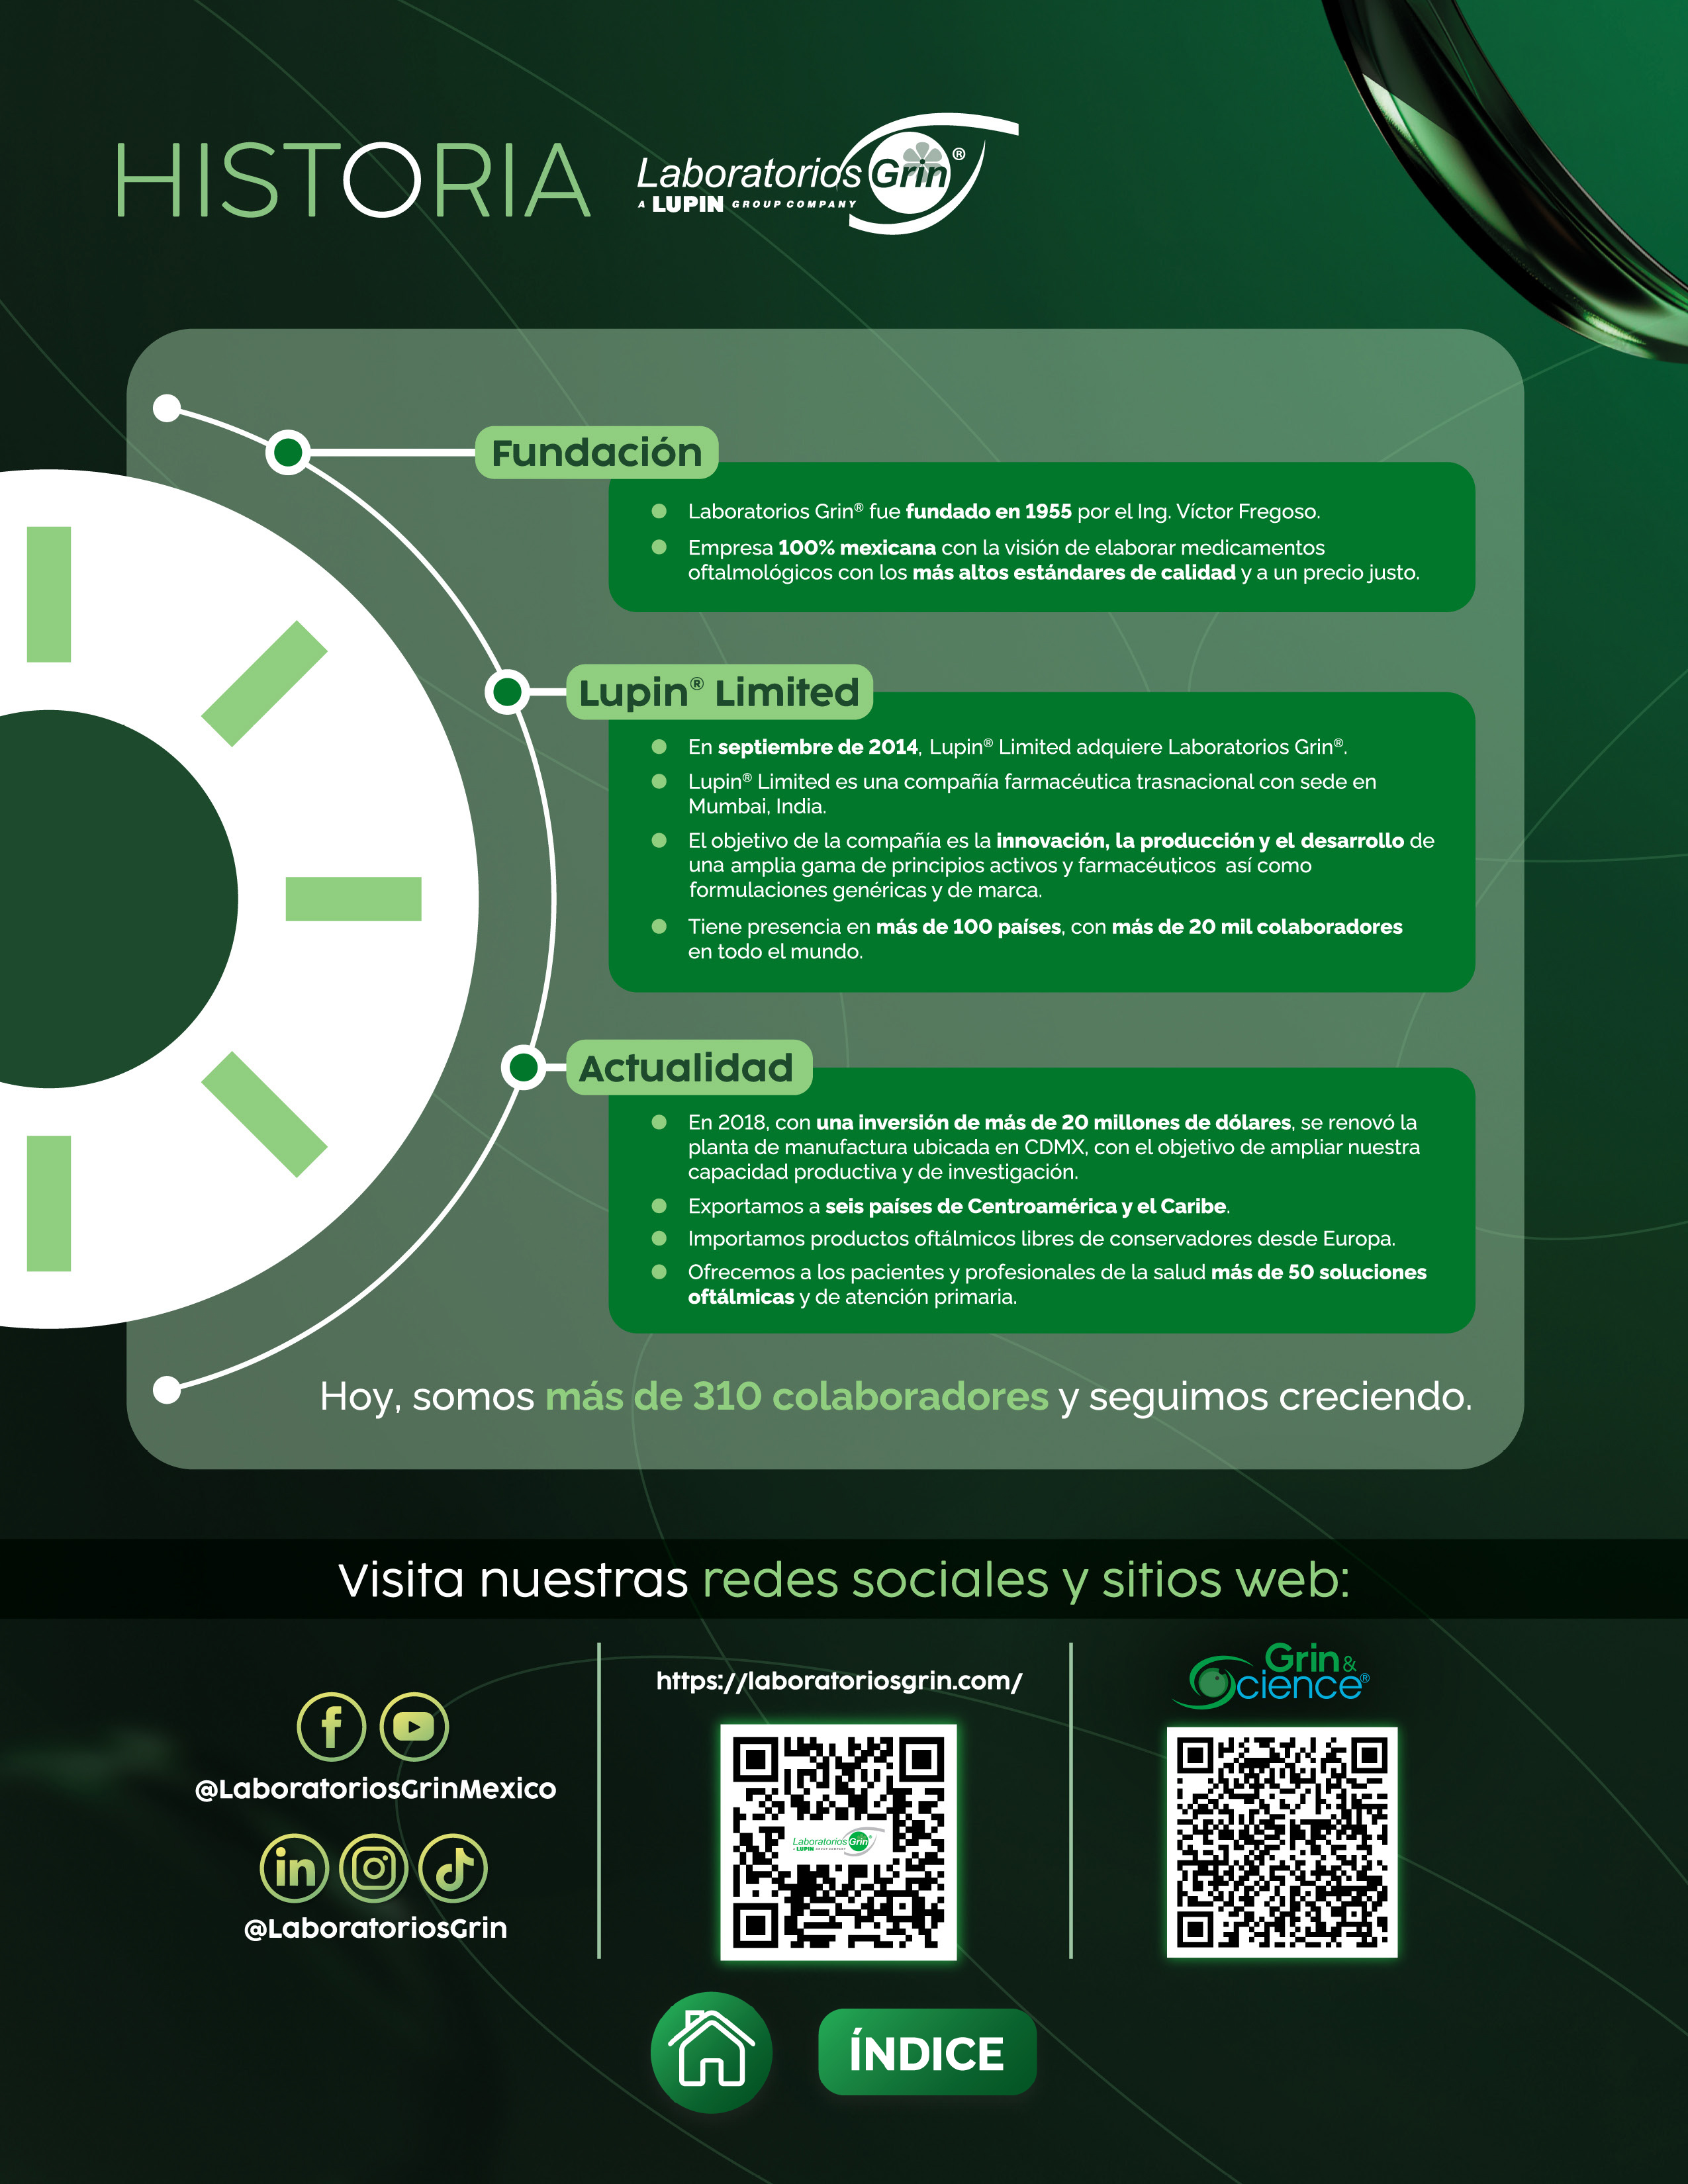 HISTORIA
Laboratorios Grin®
A LUPIN GROUP COMPANY
Fundación
Laboratorios Grin® fue fundado en 1955 por el Ing. Víctor Fregoso.
Empresa 100% mexicana con la visión de elaborar medicamentos
oftalmológicos con los más altos estándares de calidad y a un precio justo.
Lupin® Limited
En septiembre de 2014, Lupin® Limited adquiere Laboratorios Grin®.
Lupin® Limited es una compañía farmacéutica trasnacional con sede en
Mumbai, India.
El objetivo de la compañía es la innovación, la producción y el desarrollo de
una amplia gama de principios activos y farmacéuticos, así como
formulaciones genéricas y de marca.
Tiene presencia en más de 100 países, con más de 20 mil colaboradores
en todo el mundo.
Actualidad
En 2018, con una inversión de más de 20 millones de dólares, se renovó la
planta de manufactura ubicada en CDMX, con el objetivo de ampliar nuestra
capacidad productiva y de investigación.
Exportamos a seis países de Centroamérica y el Caribe.
Importamos productos oftálmicos libres de conservadores desde Europa.
Ofrecemos a los pacientes y profesionales de la salud más de 50 soluciones
oftálmicas y de atención primaria.
Hoy, somos más de 310 colaboradores y seguimos creciendo.
Visita nuestras redes sociales y sitios web:
@LaboratoriosGrinMexico
@LaboratoriosGrin
https://laboratoriosgrin.com/
Laboratorios Grin®
A LUPIN GROUP COMPANY
Grin &
Science®
ÍNDICE